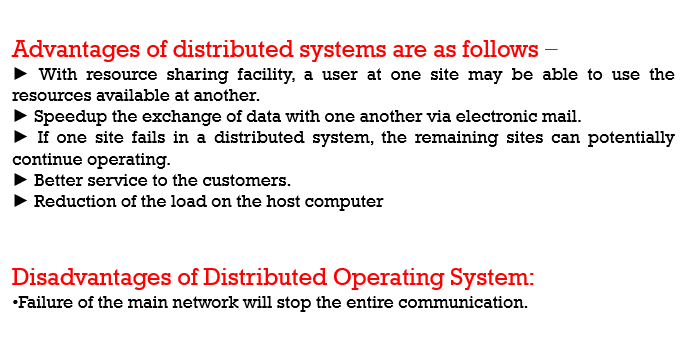 Advantages of distributed systems are as follows –
► With resource sharing facility, a user at one site may be able to use the
resources available at another.
► Speedup the exchange of data with one another via electronic mail.
► If one site fails in a distributed system, the remaining sites can potentially
continue operating.
► Better service to the customers.
► Reduction of the load on the host computer
Disadvantages of Distributed Operating System:
•Failure of the main network will stop the entire communication.